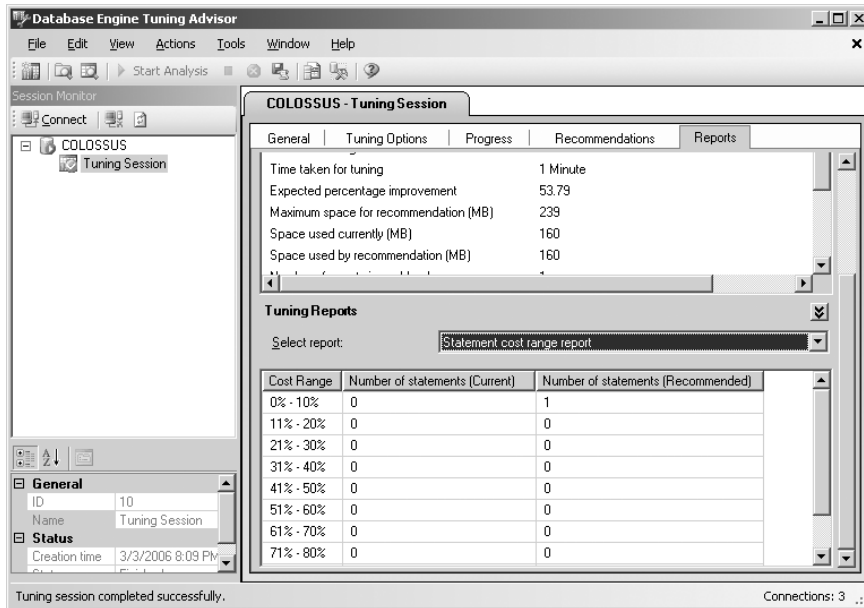 Database Engine Tuning Advisor
File Edit View Actions Tools Window Help
Start Analysis
Session Monitor
Connect
COLOSSUS
Tuning Session
General
ID 10
Name Tuning Session
Status
Creation time 3/3/2006 8:09 PM
COLOSSUS - Tuning Session
General Tuning Options Progress Recommendations Reports
Time taken for tuning 1 Minute
Expected percentage improvement 53.79
Maximum space for recommendation (MB) 239
Space used currently (MB) 160
Space used by recommendation (MB) 160
Tuning Reports
Select report: Statement cost range report
Cost Range Number of statements (Current) Number of statements (Recommended)
0% - 10% 0 1
11% - 20% 0 0
21% - 30% 0 0
31% - 40% 0 0
41% - 50% 0 0
51% - 60% 0 0
61% - 70% 0 0
71% - 80% 0 0
Tuning session completed successfully. Connections: 3